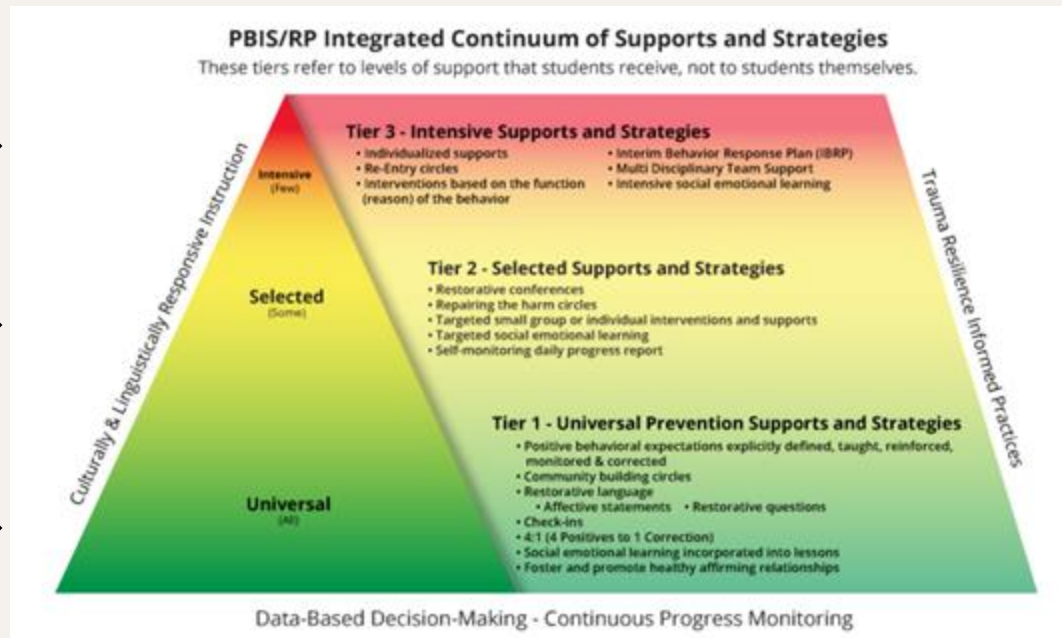 PBIS/RP Integrated Continuum of Supports and Strategies
These tiers refer to levels of support that students receive, not to students themselves.
Culturally & Linguistically Responsive Instruction
Intensive
(Few)
Selected
(Some)
Universal
(All)
Tier 3 - Intensive Supports and Strategies
• Individualized supports
• Re-Entry circles
• Interventions based on the function
(reason) of the behavior
• Interim Behavior Response Plan (IBRP)
• Multi Disciplinary Team Support
• Intensive social emotional learning
Tier 2 - Selected Supports and Strategies
• Restorative conferences
• Repairing the harm circles
• Targeted small group or individual interventions and supports
• Targeted social emotional learning
• Self-monitoring daily progress report
Tier 1 - Universal Prevention Supports and Strategies
• Positive behavioral expectations explicitly defined, taught, reinforced,
monitored & corrected
• Community building circles
• Restorative language
• Affective statements • Restorative questions
• Check-ins
• 4:1 (4 Positives to 1 Correction)
• Social emotional learning incorporated into lessons
• Foster and promote healthy affirming relationships
Trauma Resilience Informed Practices
Data-Based Decision-Making - Continuous Progress Monitoring